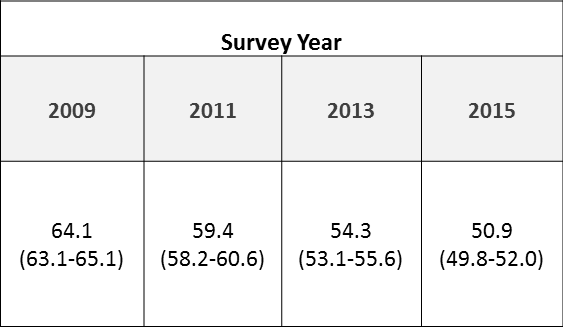 Survey Year
2009 2011 2013 2015
64.1 59.4 54.3 50.9
(63.1-65.1) (58.2-60.6) (53.1-55.6) (49.8-52.0)